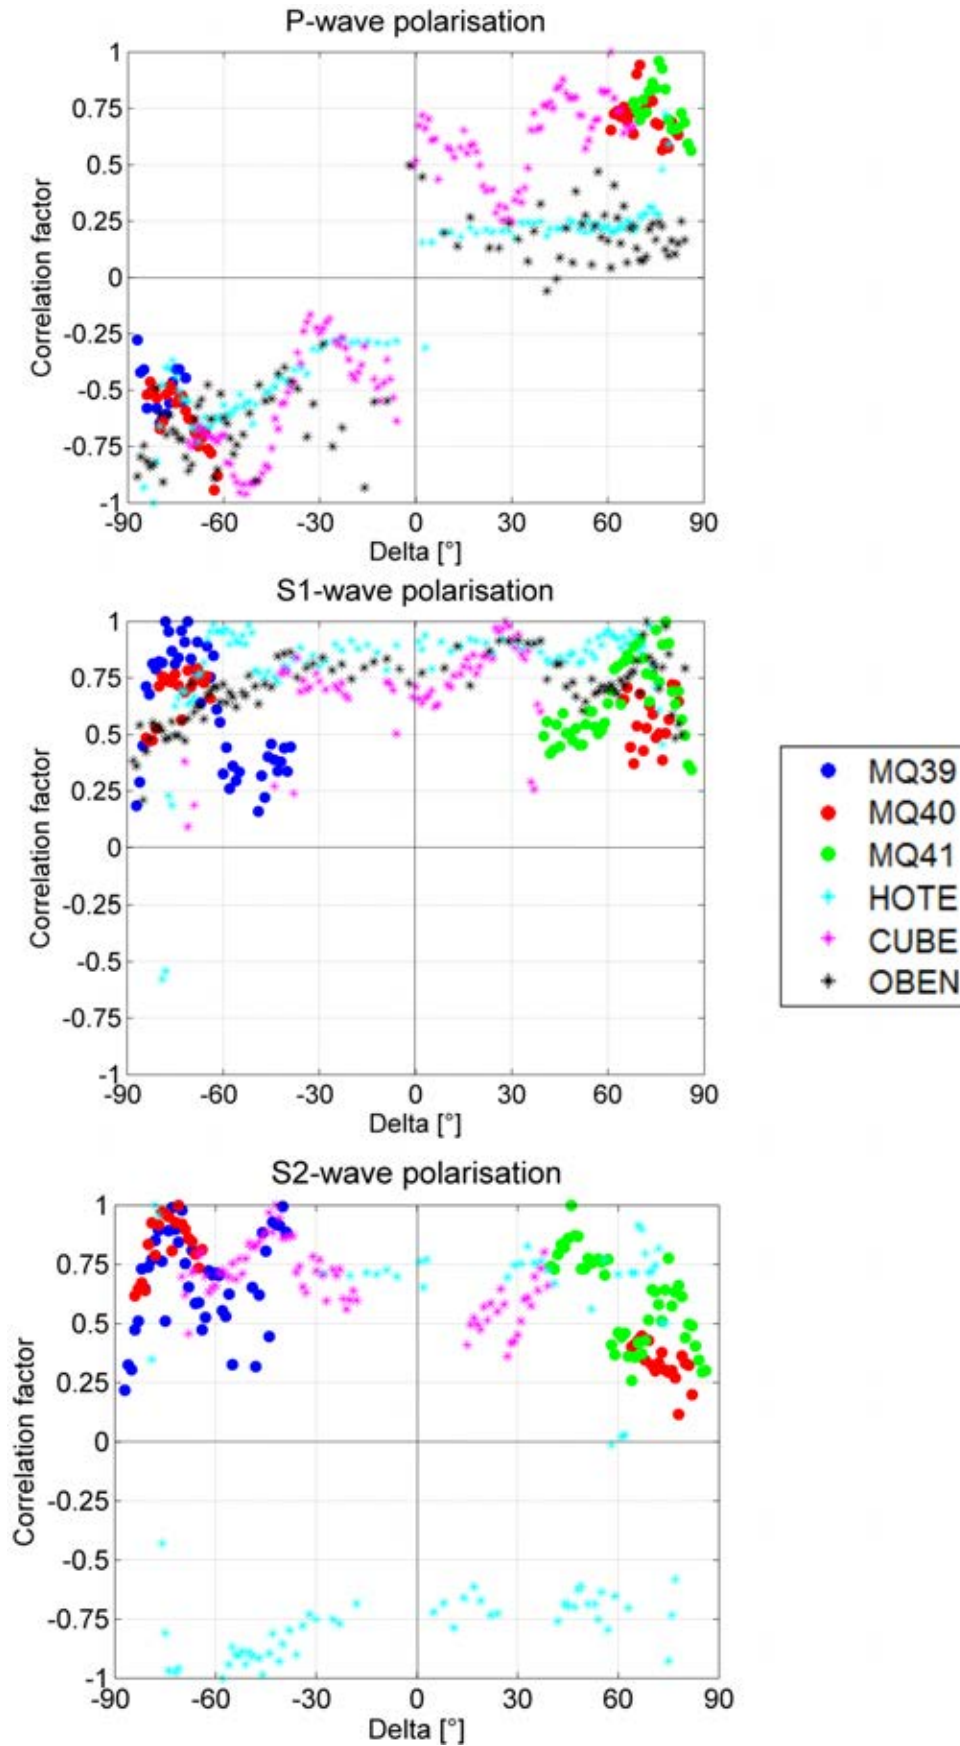 P-wave polarisation
1
0.75
0.5
0.25
0
-0.25
-0.5
-0.75
-1
Correlation factor
-90 -60 -30 0 30 60 90
Delta [°]
S1-wave polarisation
1
0.75
0.5
0.25
0
-0.25
-0.5
-0.75
-1
Correlation factor
-90 -60 -30 0 30 60 90
Delta [°]
MQ39
MQ40
MQ41
HOTE
CUBE
OBEN
S2-wave polarisation
1
0.75
0.5
0.25
0
-0.25
-0.5
-0.75
-1
Correlation factor
-90 -60 -30 0 30 60 90
Delta [°]